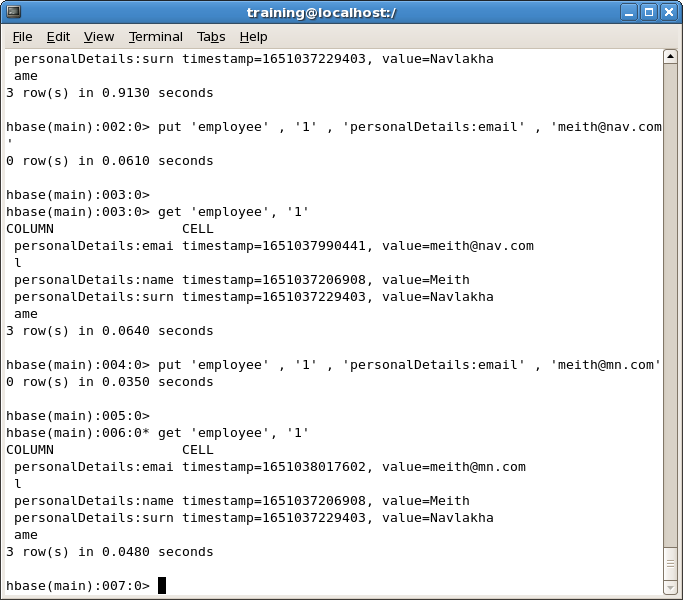 training@localhost:/
File Edit View Terminal Tabs Help
 personalDetails:surn timestamp=1651037229403, value=Navlakha
 ame
3 row(s) in 0.9130 seconds

hbase(main):002:0> put 'employee' , '1' , 'personalDetails:email' , 'meith@nav.com
'
0 row(s) in 0.0610 seconds

hbase(main):003:0>
hbase(main):003:0> get 'employee', '1'
COLUMN                CELL
 personalDetails:emai timestamp=1651037990441, value=meith@nav.com
 l
 personalDetails:name timestamp=1651037206908, value=Meith
 personalDetails:surn timestamp=1651037229403, value=Navlakha
 ame
3 row(s) in 0.0640 seconds

hbase(main):004:0> put 'employee' , '1' , 'personalDetails:email' , 'meith@mn.com'
0 row(s) in 0.0350 seconds

hbase(main):005:0>
hbase(main):006:0* get 'employee', '1'
COLUMN                CELL
 personalDetails:emai timestamp=1651038017602, value=meith@mn.com
 l
 personalDetails:name timestamp=1651037206908, value=Meith
 personalDetails:surn timestamp=1651037229403, value=Navlakha
 ame
3 row(s) in 0.0480 seconds

hbase(main):007:0>